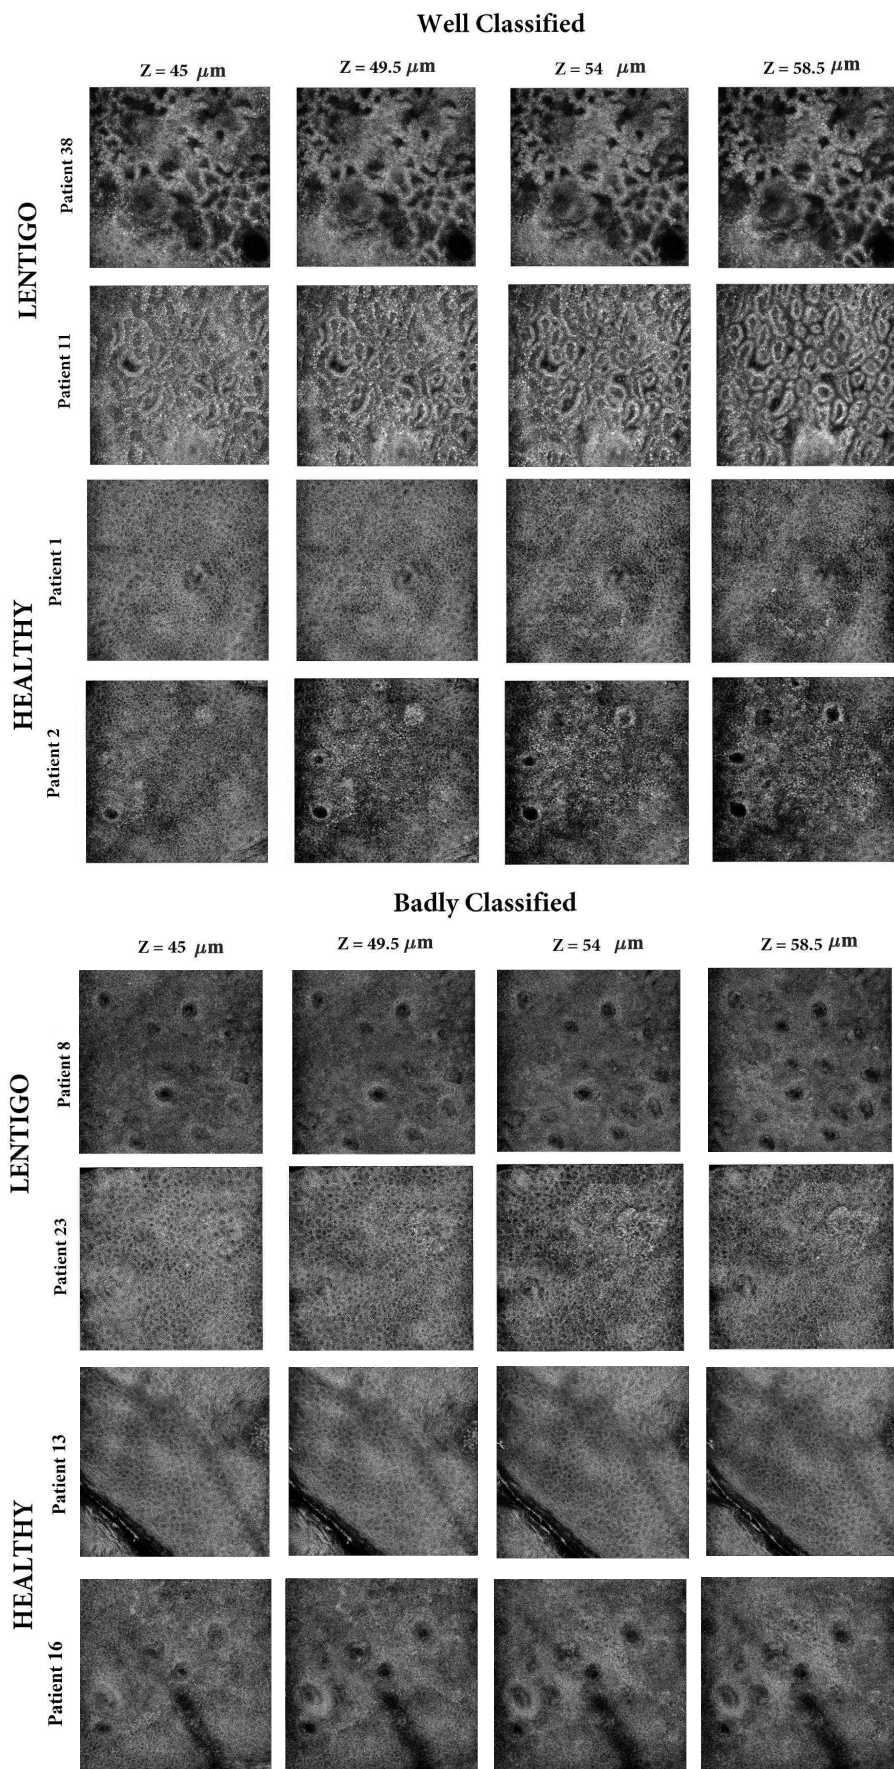 Well Classified
Z = 45 μm
Z = 49.5 μm
Z = 54 μm
Z = 58.5 μm
LENTIGO
Patient 38
Patient 11
HEALTHY
Patient 1
Patient 2
Badly Classified
Z = 45 μm
Z = 49.5 μm
Z = 54 μm
Z = 58.5 μm
LENTIGO
Patient 8
Patient 23
HEALTHY
Patient 13
Patient 16